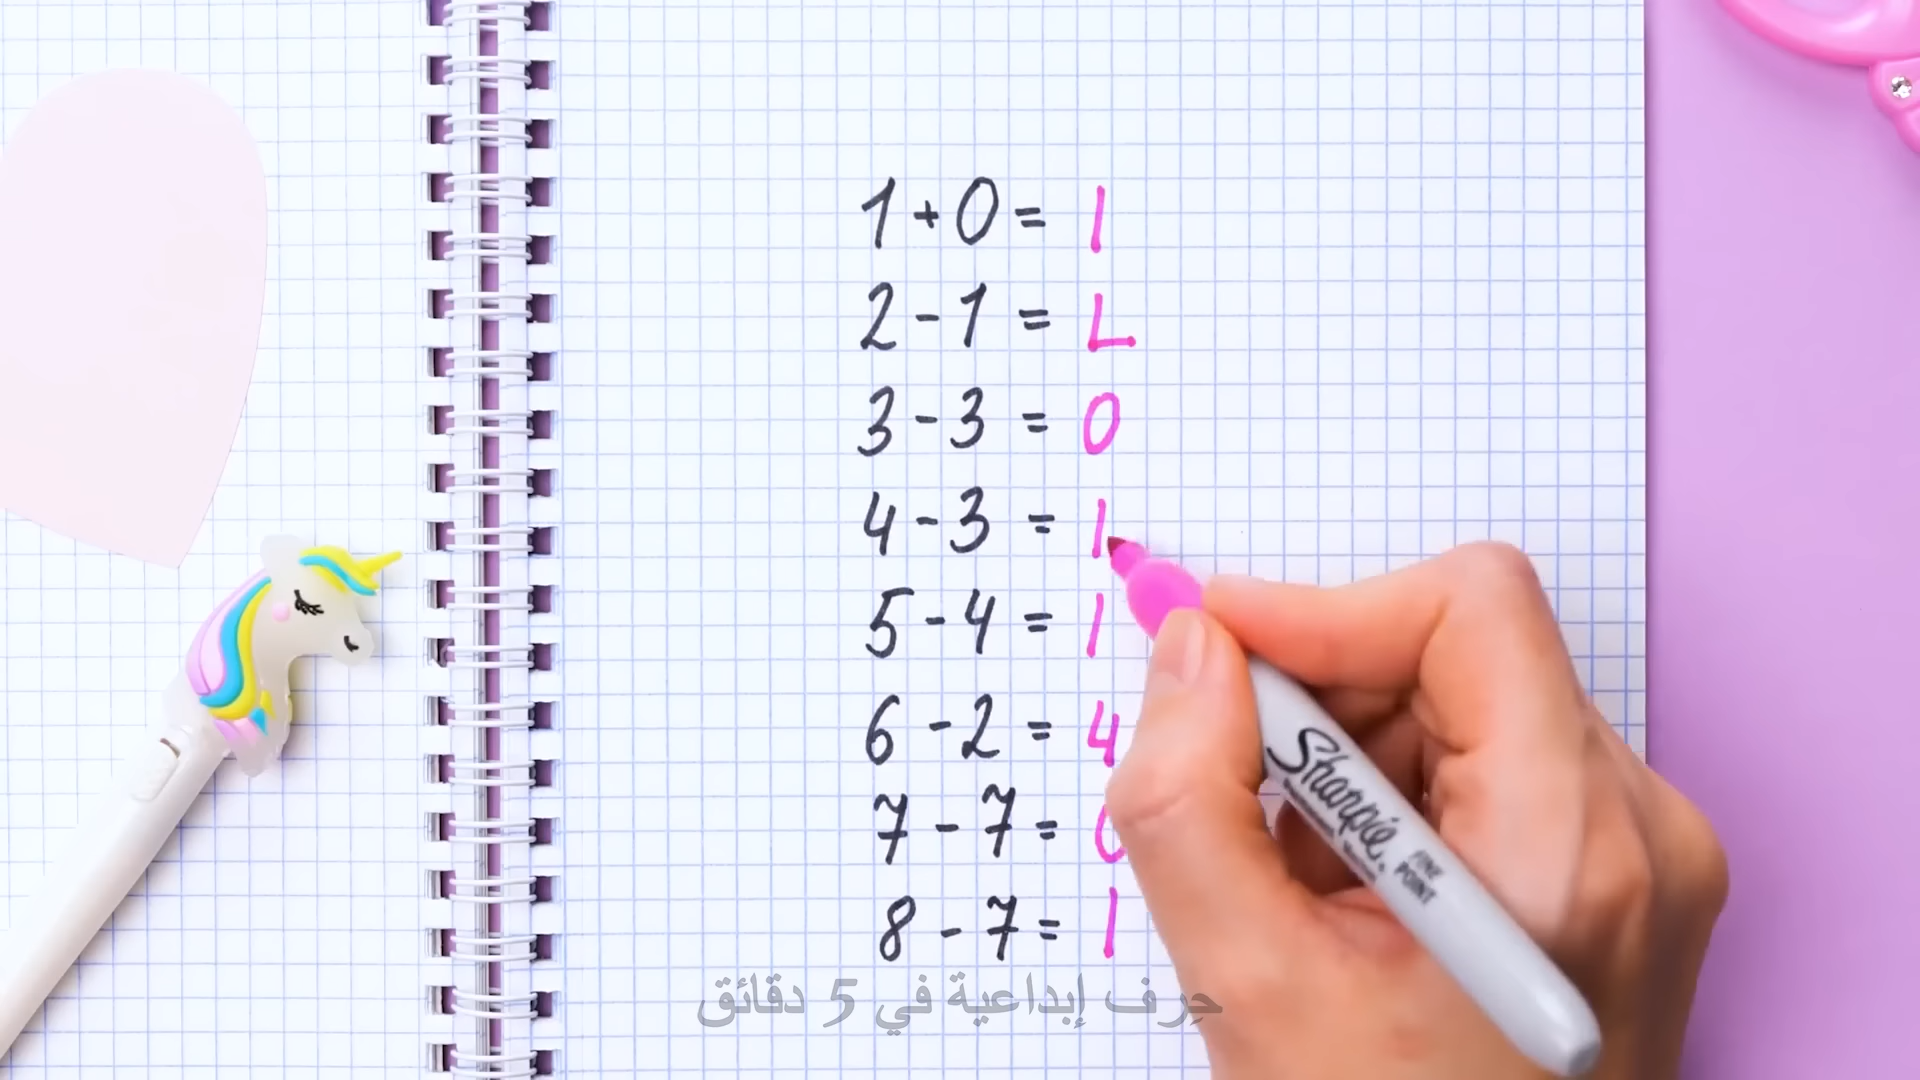 1 + 0 = 1
2 - 1 = L
3 - 3 = 0
4 - 3 = 1
5 - 4 = 1
6 - 2 = 4
7 - 7 = 0
8 - 7 = 1
Sharpie
FINE
POINT
حِرف إبداعية في 5 دقائق